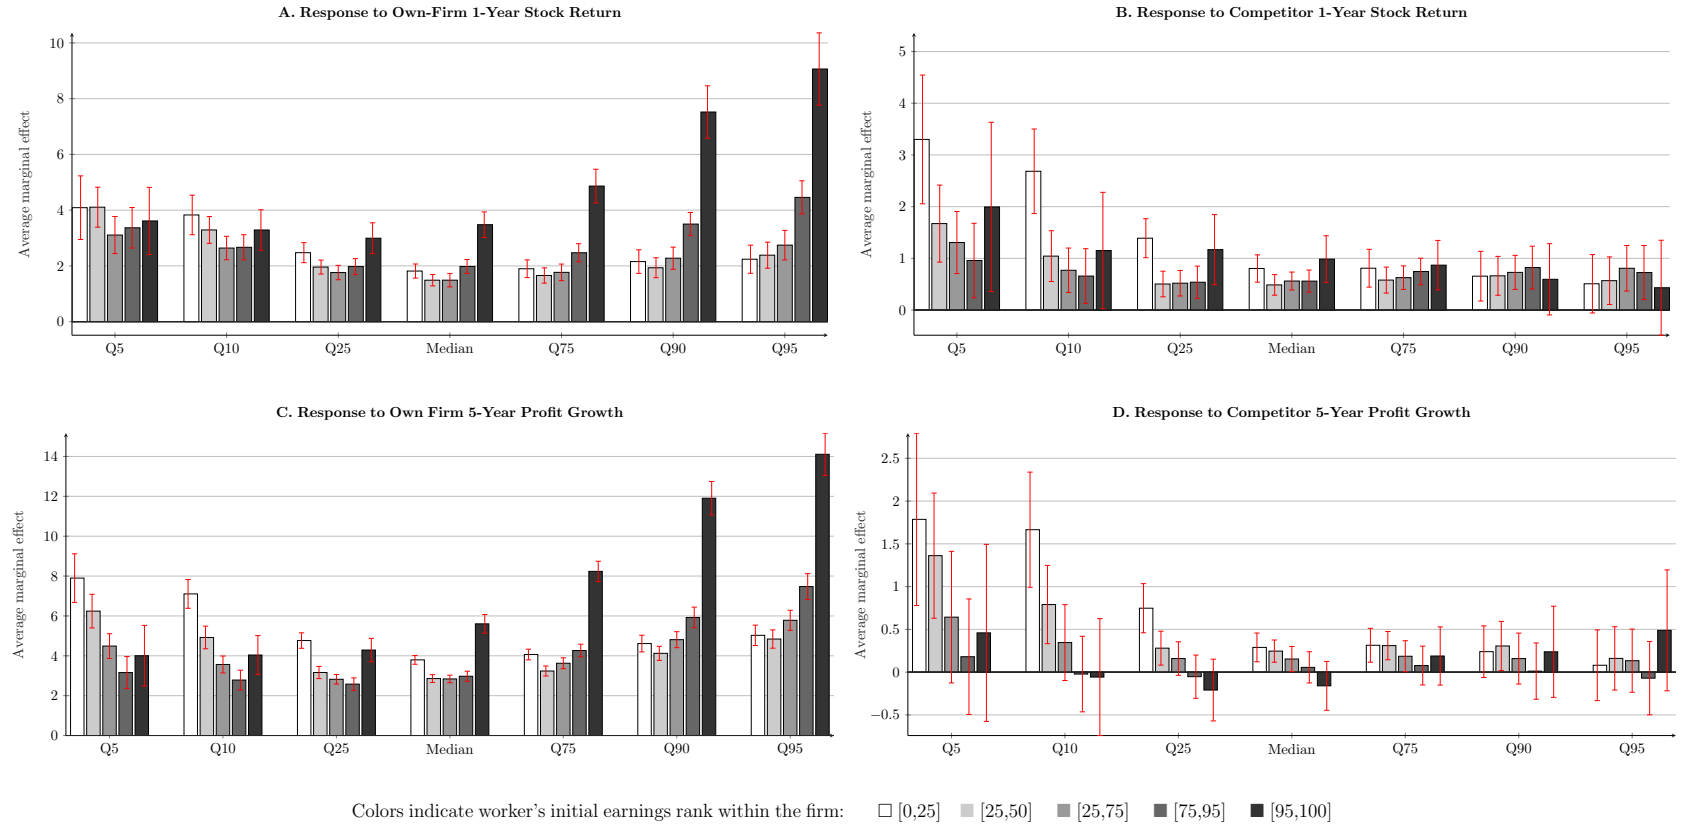 A. Response to Own-Firm 1-Year Stock Return
Average marginal effect
10
8
6
4
2
0
Q5 Q10 Q25 Median Q75 Q90 Q95
B. Response to Competitor 1-Year Stock Return
Average marginal effect
5
4
3
2
1
0
Q5 Q10 Q25 Median Q75 Q90 Q95
C. Response to Own Firm 5-Year Profit Growth
Average marginal effect
14
12
10
8
6
4
2
0
Q5 Q10 Q25 Median Q75 Q90 Q95
D. Response to Competitor 5-Year Profit Growth
Average marginal effect
2.5
2
1.5
1
0.5
0
−0.5
Q5 Q10 Q25 Median Q75 Q90 Q95
Colors indicate worker's initial earnings rank within the firm: [0,25] [25,50] [25,75] [75,95] [95,100]